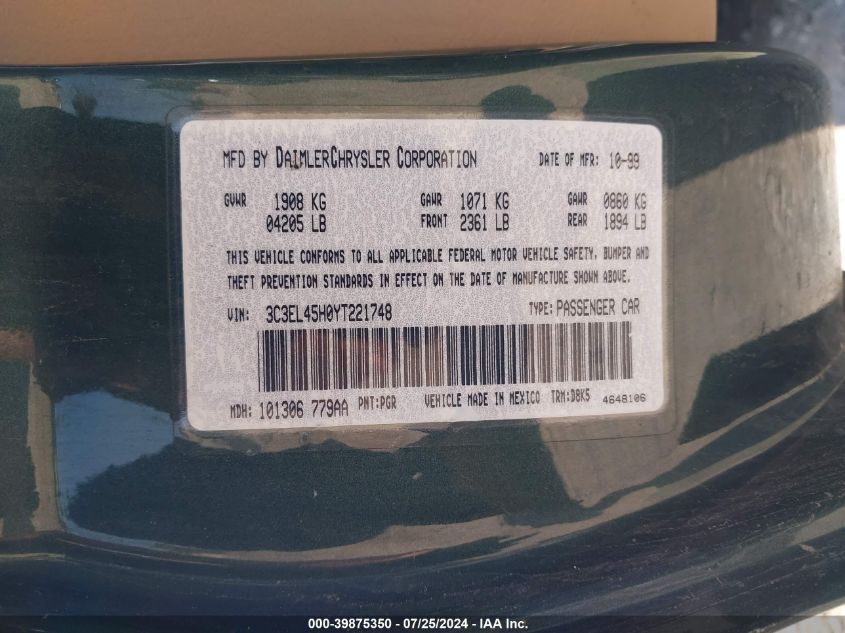 MFD BY DAIMLERCHRYSLER CORPORATION DATE OF MFR: 10-99
GVWR 1908 KG GAWR 1071 KG GAWR 0860 KG
04205 LB FRONT 2361 LB REAR 1894 LB
THIS VEHICLE CONFORMS TO ALL APPLICABLE FEDERAL MOTOR VEHICLE SAFETY, BUMPER AND
THEFT PREVENTION STANDARDS IN EFFECT ON THE DATE OF MANUFACTURE SHOWN ABOVE.
VIN: 3C3EL45H0YT221748 TYPE: PASSENGER CAR
MDH: 101306 779AA PNT:PGR VEHICLE MADE IN MEXICO TRM:D8K5 4648106
000-39875350 / 07/25/2024 - IAA Inc.